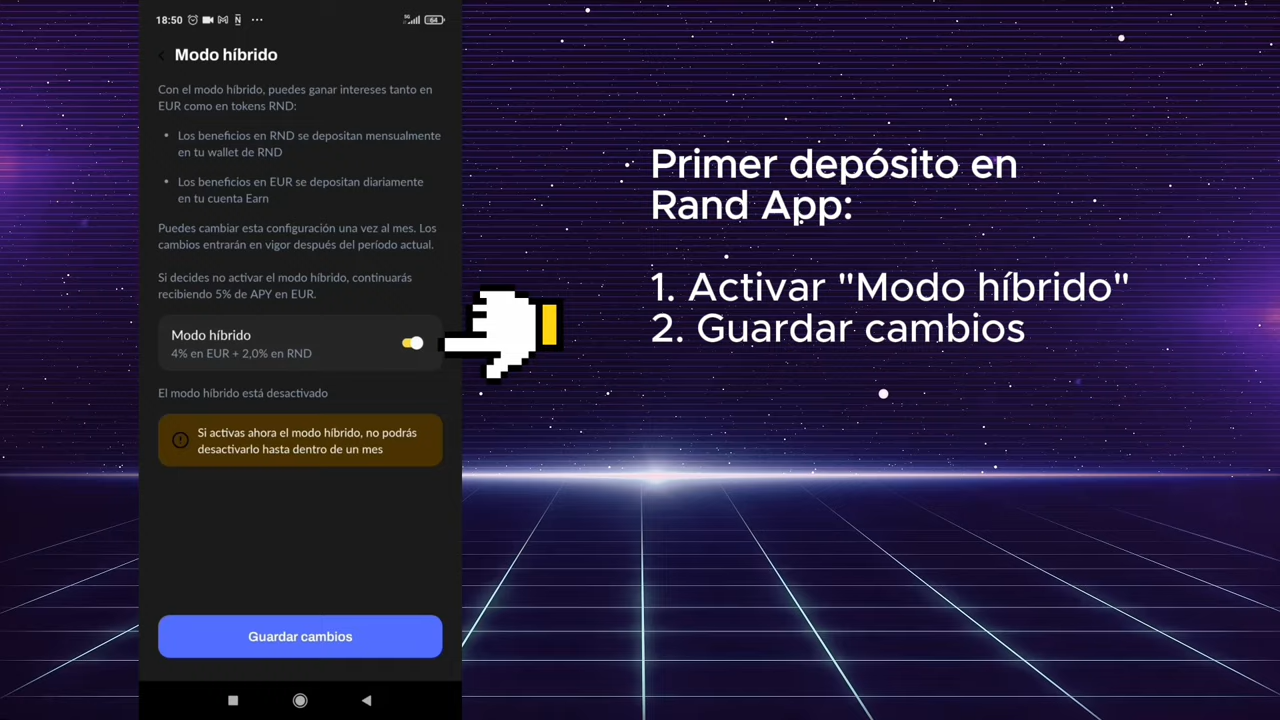 18:50
64
Modo híbrido
Con el modo híbrido, puedes ganar intereses tanto en
EUR como en tokens RND:
• Los beneficios en RND se depositan mensualmente
en tu wallet de RND
• Los beneficios en EUR se depositan diariamente
en tu cuenta Earn
Puedes cambiar esta configuración una vez al mes. Los
cambios entrarán en vigor después del período actual.
Si decides no activar el modo híbrido, continuarás
recibiendo 5% de APY en EUR.
Modo híbrido
4% en EUR + 2,0% en RND
El modo híbrido está desactivado
Si activas ahora el modo híbrido, no podrás
desactivarlo hasta dentro de un mes
Guardar cambios
Primer depósito en
Rand App:
1. Activar "Modo híbrido"
2. Guardar cambios